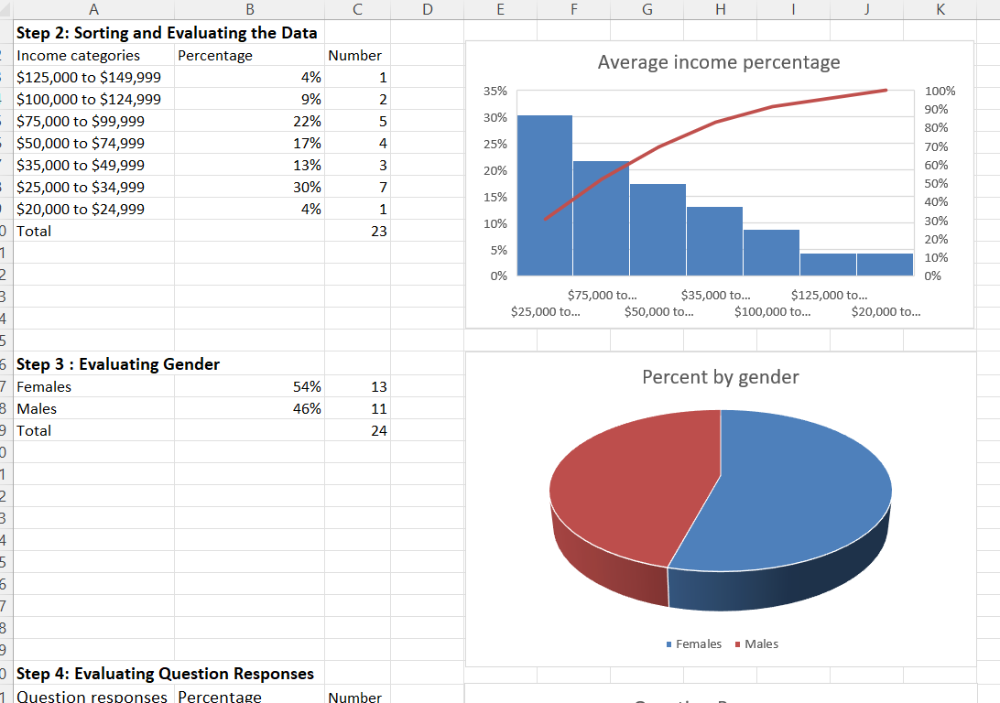 A B C D E F G H I J K
Step 2: Sorting and Evaluating the Data
Income categories Percentage Number
$125,000 to $149,999 4% 1
$100,000 to $124,999 9% 2
$75,000 to $99,999 22% 5
$50,000 to $74,999 17% 4
$35,000 to $49,999 13% 3
$25,000 to $34,999 30% 7
$20,000 to $24,999 4% 1
Total 23
Average income percentage
35% 100%
30% 90%
25% 80%
20% 70%
15% 60%
10% 50%
5% 40%
0% 30%
20%
10%
0%
$75,000 to... $35,000 to... $125,000 to...
$25,000 to... $50,000 to... $100,000 to... $20,000 to...
Step 3 : Evaluating Gender
Females 54% 13
Males 46% 11
Total 24
Percent by gender
Females Males
Step 4: Evaluating Question Responses
Question responses Percentage Number